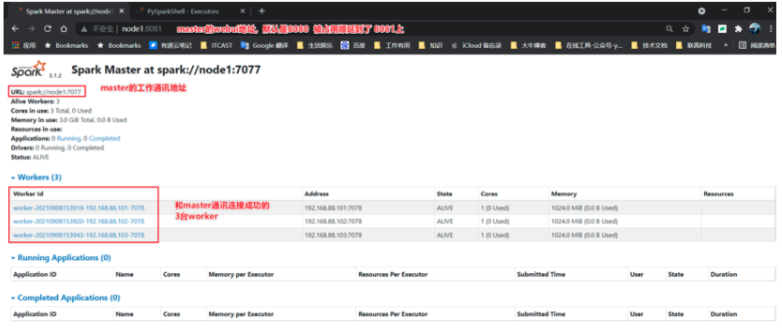 Spark Master at spark://node1:7077
PySparkShell - Executors
不安全 | node1:8081
master的webui地址, 默认是8080 被占用顺延到了 8081上
应用 Bookmarks Bookmarks 有道云笔记 ITCAST Google 翻译 生活娱乐 百度 工作有用 知识 iCloud 备忘录 大牛博客 在线工具-公众号-y... 技术文档 联高科技 » 阅读清单
Spark 3.1.2 Spark Master at spark://node1:7077
URL: spark://node1:7077
master的工作通讯地址
Alive Workers: 3
Cores in use: 3 Total, 0 Used
Memory in use: 3.0 GiB Total, 0.0 B Used
Resources in use:
Applications: 0 Running, 0 Completed
Drivers: 0 Running, 0 Completed
Status: ALIVE
Workers (3)
Worker Id Address State Cores Memory Resources
worker-20210908153919-192.168.88.101-7078 192.168.88.101:7078 ALIVE 1 (0 Used) 1024.0 MiB (0.0 B Used)
worker-20210908153920-192.168.88.102-7078 192.168.88.102:7078 ALIVE 1 (0 Used) 1024.0 MiB (0.0 B Used)
worker-20210908153943-192.168.88.103-7078 192.168.88.103:7078 ALIVE 1 (0 Used) 1024.0 MiB (0.0 B Used)
和master通讯连接成功的
3台worker
Running Applications (0)
Application ID Name Cores Memory per Executor Resources Per Executor Submitted Time User State Duration
Completed Applications (0)
Application ID Name Cores Memory per Executor Resources Per Executor Submitted Time User State Duration